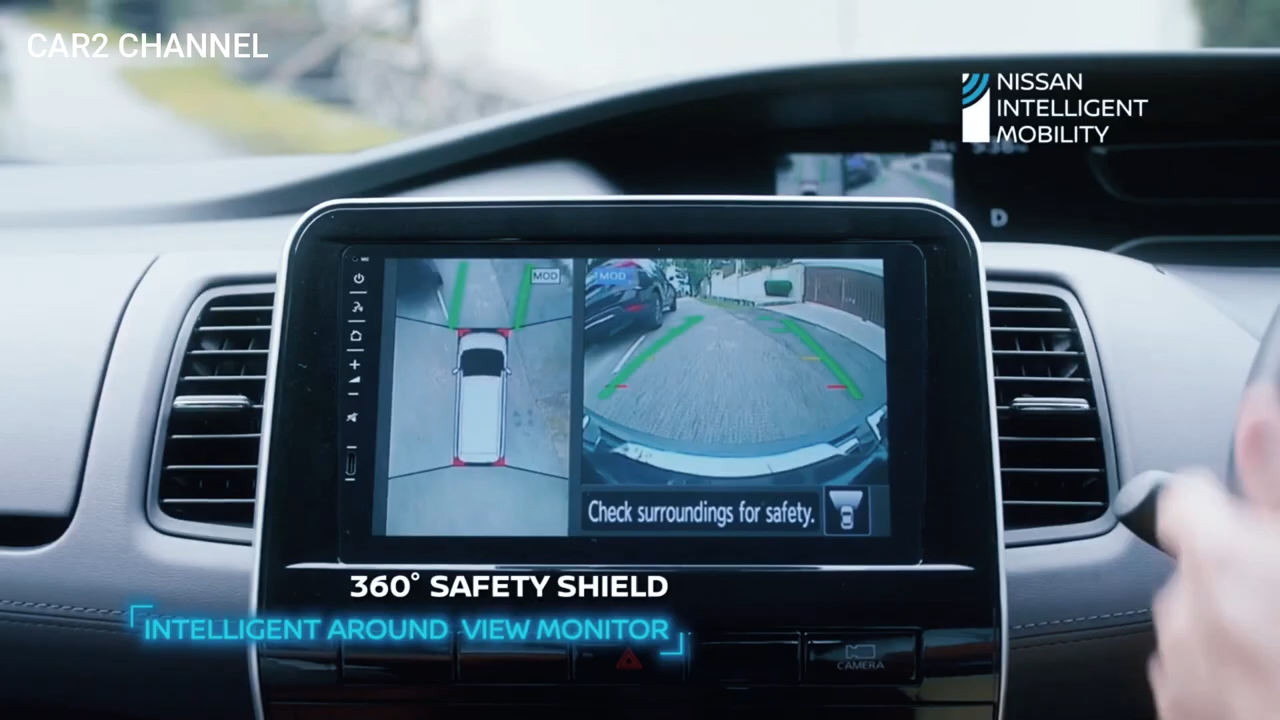 CAR2 CHANNEL
NISSAN
INTELLIGENT
MOBILITY
D
MOD
MOD
Check surroundings for safety.
360° SAFETY SHIELD
INTELLIGENT AROUND VIEW MONITOR
CAMERA